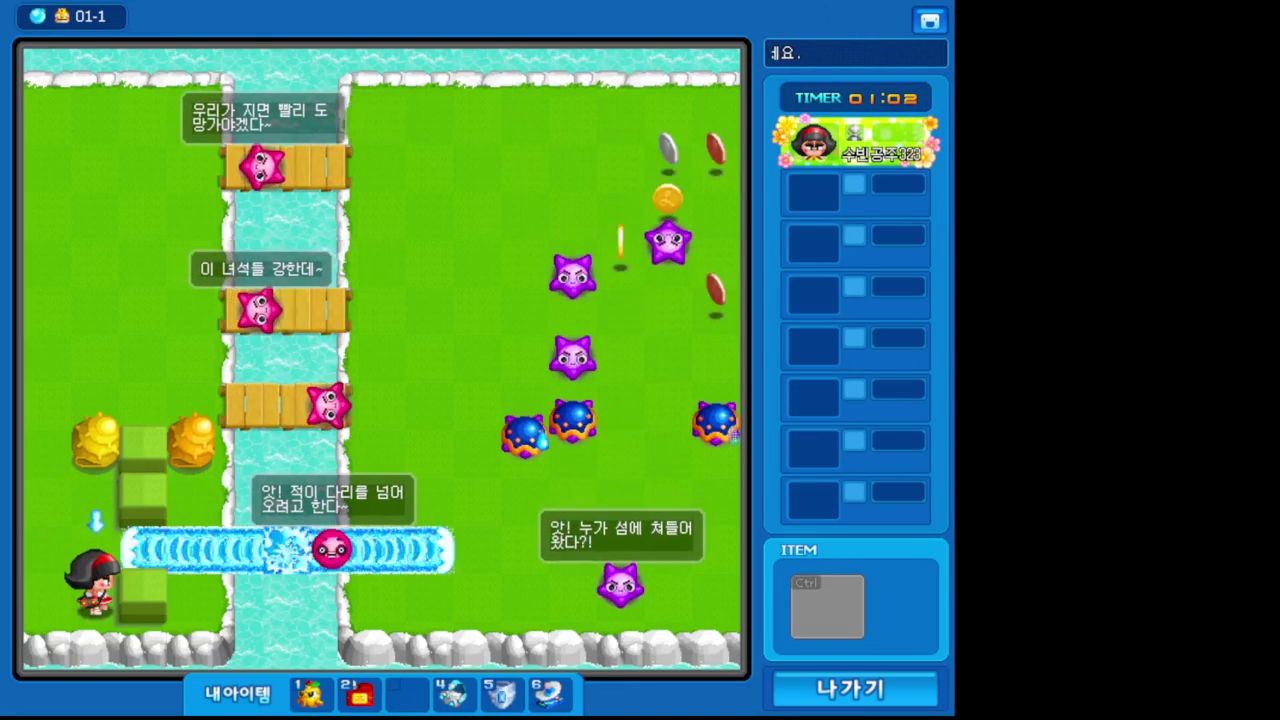 01-1
세요.
TIMER 01:02
수빈공주323
우리가 지면 빨리 도
망가야겠다~
이 녀석들 강한데~
앗! 적이 다리를 넘어
오려고 한다~
앗! 누가 섬에 쳐들어
왔다?!
ITEM
Ctrl
내아이템
1
2
4
5
6
나가기